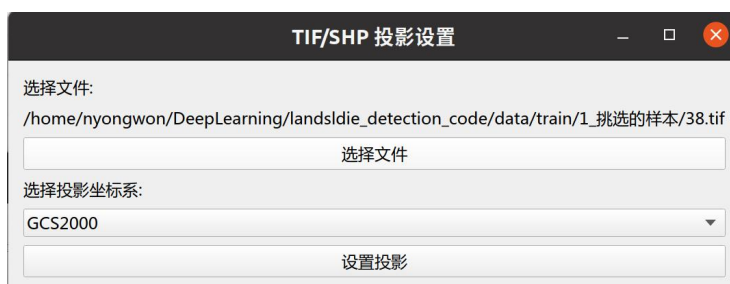 TIF/SHP 投影设置
选择文件:
/home/nyongwon/DeepLearning/landsldie_detection_code/data/train/1_挑选的样本/38.tif
选择文件
选择投影坐标系:
GCS2000
设置投影